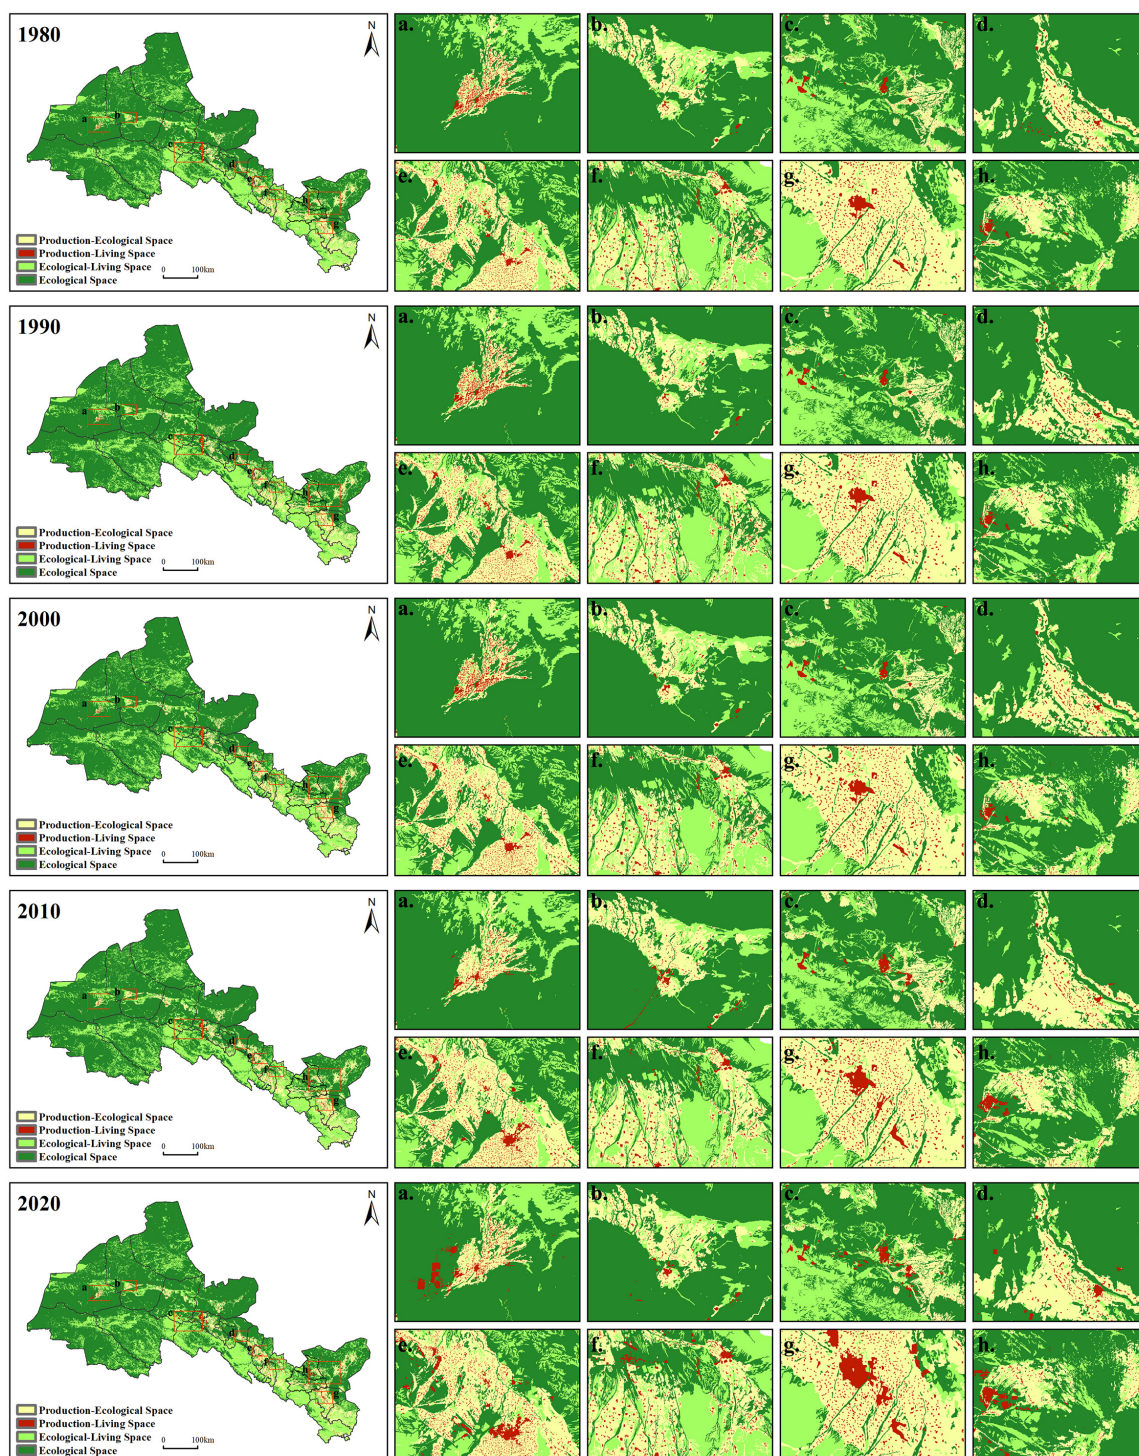 1980
N
a
b
c
d
e
f
h
g
Production-Ecological Space
Production-Living Space
Ecological-Living Space
Ecological Space
0 100km
a.
b.
c.
d.
e.
f.
g.
h.
1990
N
a
b
c
d
e
f
h
g
Production-Ecological Space
Production-Living Space
Ecological-Living Space
Ecological Space
0 100km
a.
b.
c.
d.
e.
f.
g.
h.
2000
N
a
b
c
d
e
f
h
g
Production-Ecological Space
Production-Living Space
Ecological-Living Space
Ecological Space
0 100km
a.
b.
c.
d.
e.
f.
g.
h.
2010
N
a
b
c
d
e
f
h
g
Production-Ecological Space
Production-Living Space
Ecological-Living Space
Ecological Space
0 100km
a.
b.
c.
d.
e.
f.
g.
h.
2020
N
a
b
c
d
e
f
h
g
Production-Ecological Space
Production-Living Space
Ecological-Living Space
Ecological Space
0 100km
a.
b.
c.
d.
e.
f.
g.
h.